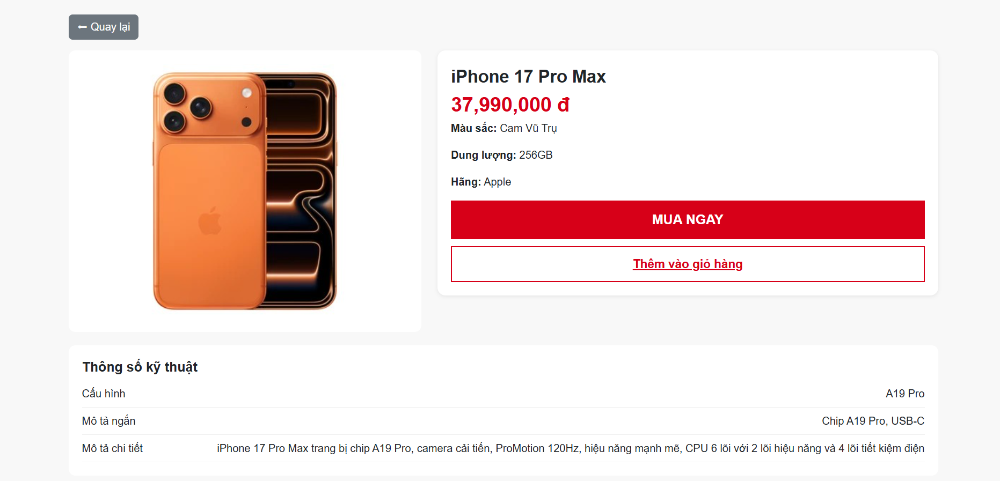 Quay lại
iPhone 17 Pro Max
37,990,000 đ
Màu sắc: Cam Vũ Trụ
Dung lượng: 256GB
Hãng: Apple
MUA NGAY
Thêm vào giỏ hàng
Thông số kỹ thuật
Cấu hình A19 Pro
Mô tả ngắn Chip A19 Pro, USB-C
Mô tả chi tiết iPhone 17 Pro Max trang bị chip A19 Pro, camera cải tiến, ProMotion 120Hz, hiệu năng mạnh mẽ, CPU 6 lõi với 2 lõi hiệu năng và 4 lõi tiết kiệm điện